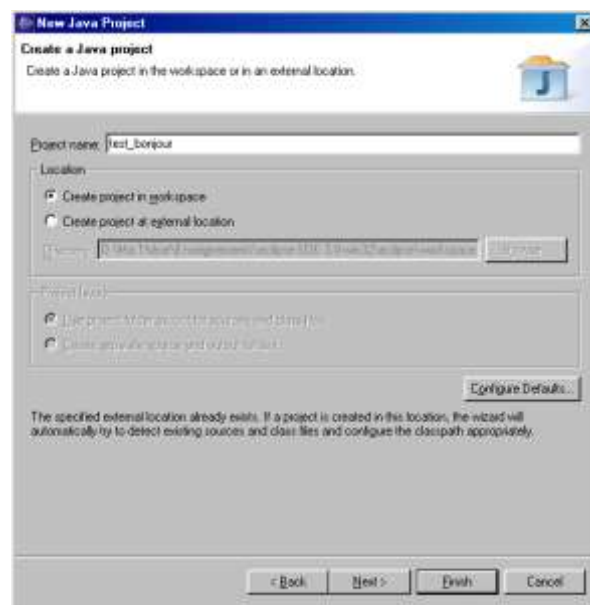 New Java Project
Create a Java project
Create a Java project in the workspace or in an external location.
Project name: test_bonjour
Location
Create project in workspace
Create project at external location
Directory:
Project layout
Configure Defaults...
The specified external location already exists. If a project is created in this location, the wizard will
automatically try to detect existing sources and class files and configure the classpath appropriately.
< Back Next > Finish Cancel